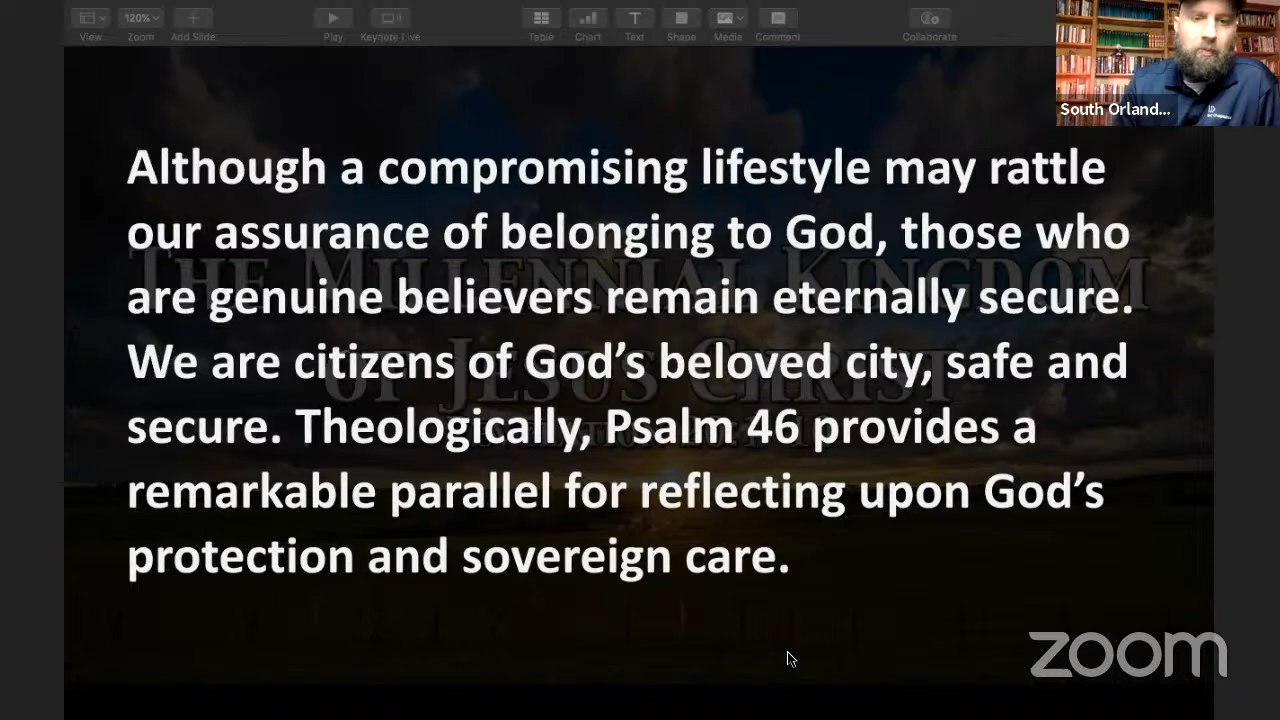 View
120%
Zoom
Add Slide
Play
Keynote Live
Table
Chart
Text
Shape
Media
Comment
Collaborate
South Orland...
Although a compromising lifestyle may rattle
our assurance of belonging to God, those who
are genuine believers remain eternally secure.
We are citizens of God’s beloved city, safe and
secure. Theologically, Psalm 46 provides a
remarkable parallel for reflecting upon God’s
protection and sovereign care.
THE MILLENNIAL KINGDOM
OF JESUS CHRIST
zoom